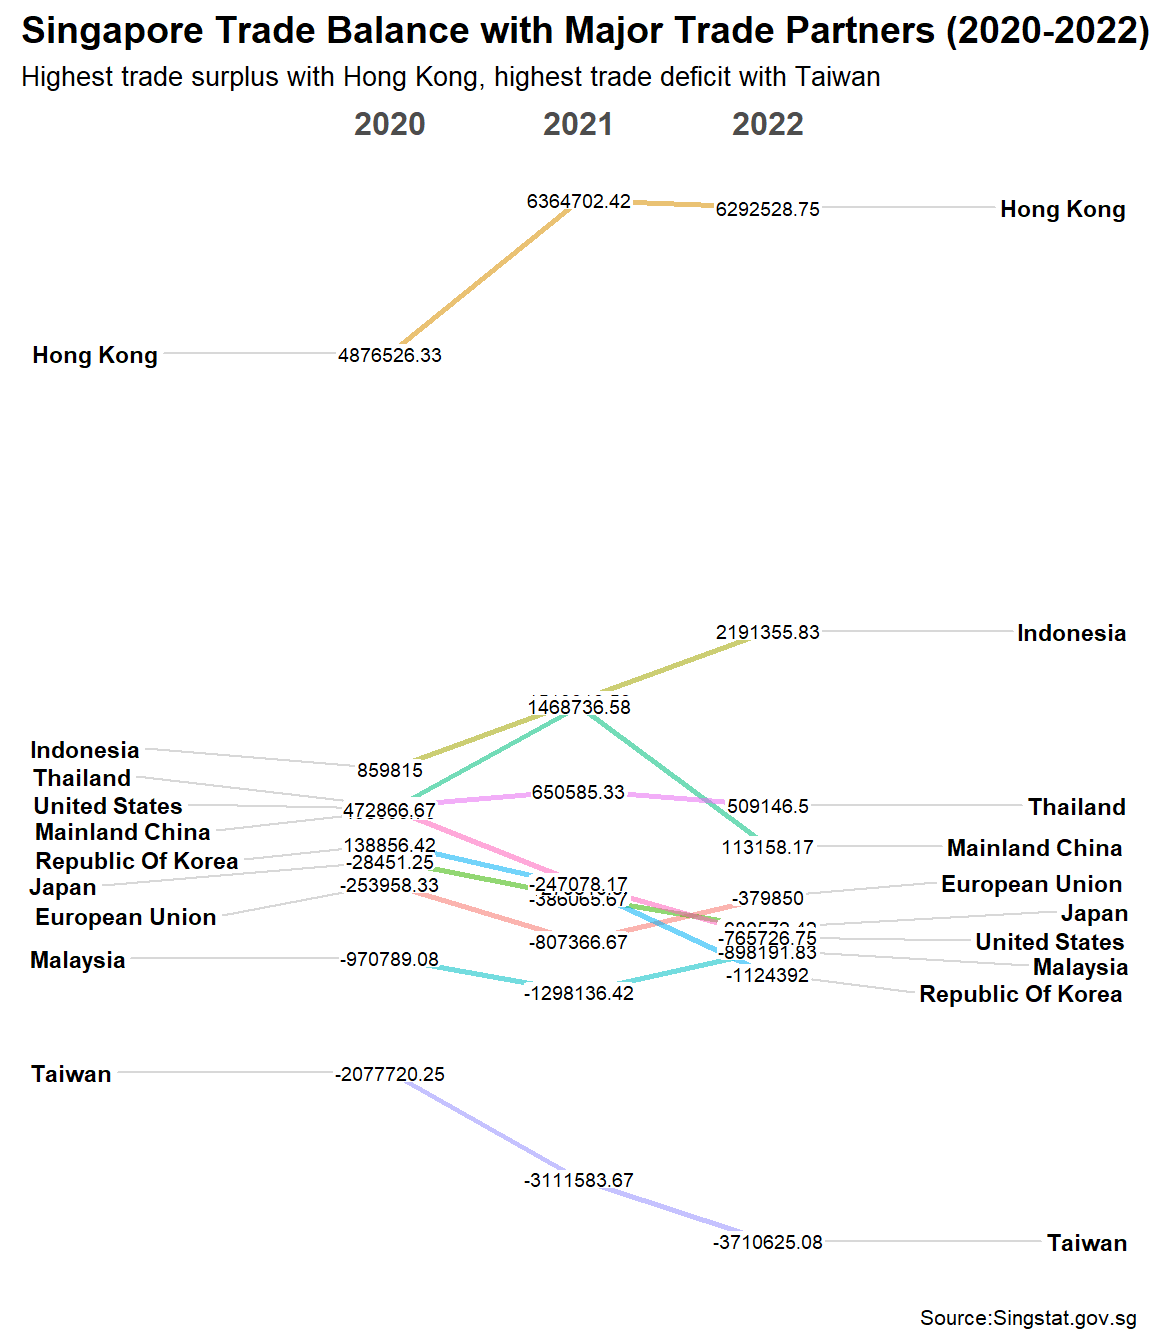 Singapore Trade Balance with Major Trade Partners (2020-2022)
Highest trade surplus with Hong Kong, highest trade deficit with Taiwan
2020 2021 2022
6364702.42
6292528.75 Hong Kong
Hong Kong 4876526.33
2191355.83 Indonesia
1468736.58
Indonesia 859815
Thailand
650585.33
United States 472866.67
509146.5 Thailand
Mainland China
138856.42
113158.17 Mainland China
Republic Of Korea
-28451.25
Japan
-253958.33
-247078.17
European Union
-386065.67
-379850
European Union
Japan
-807366.67
-765726.75 United States
-898191.83 Malaysia
Malaysia -970789.08
-1124392 Republic Of Korea
-1298136.42
Taiwan -2077720.25
-3111583.67
-3710625.08 Taiwan
Source:Singstat.gov.sg